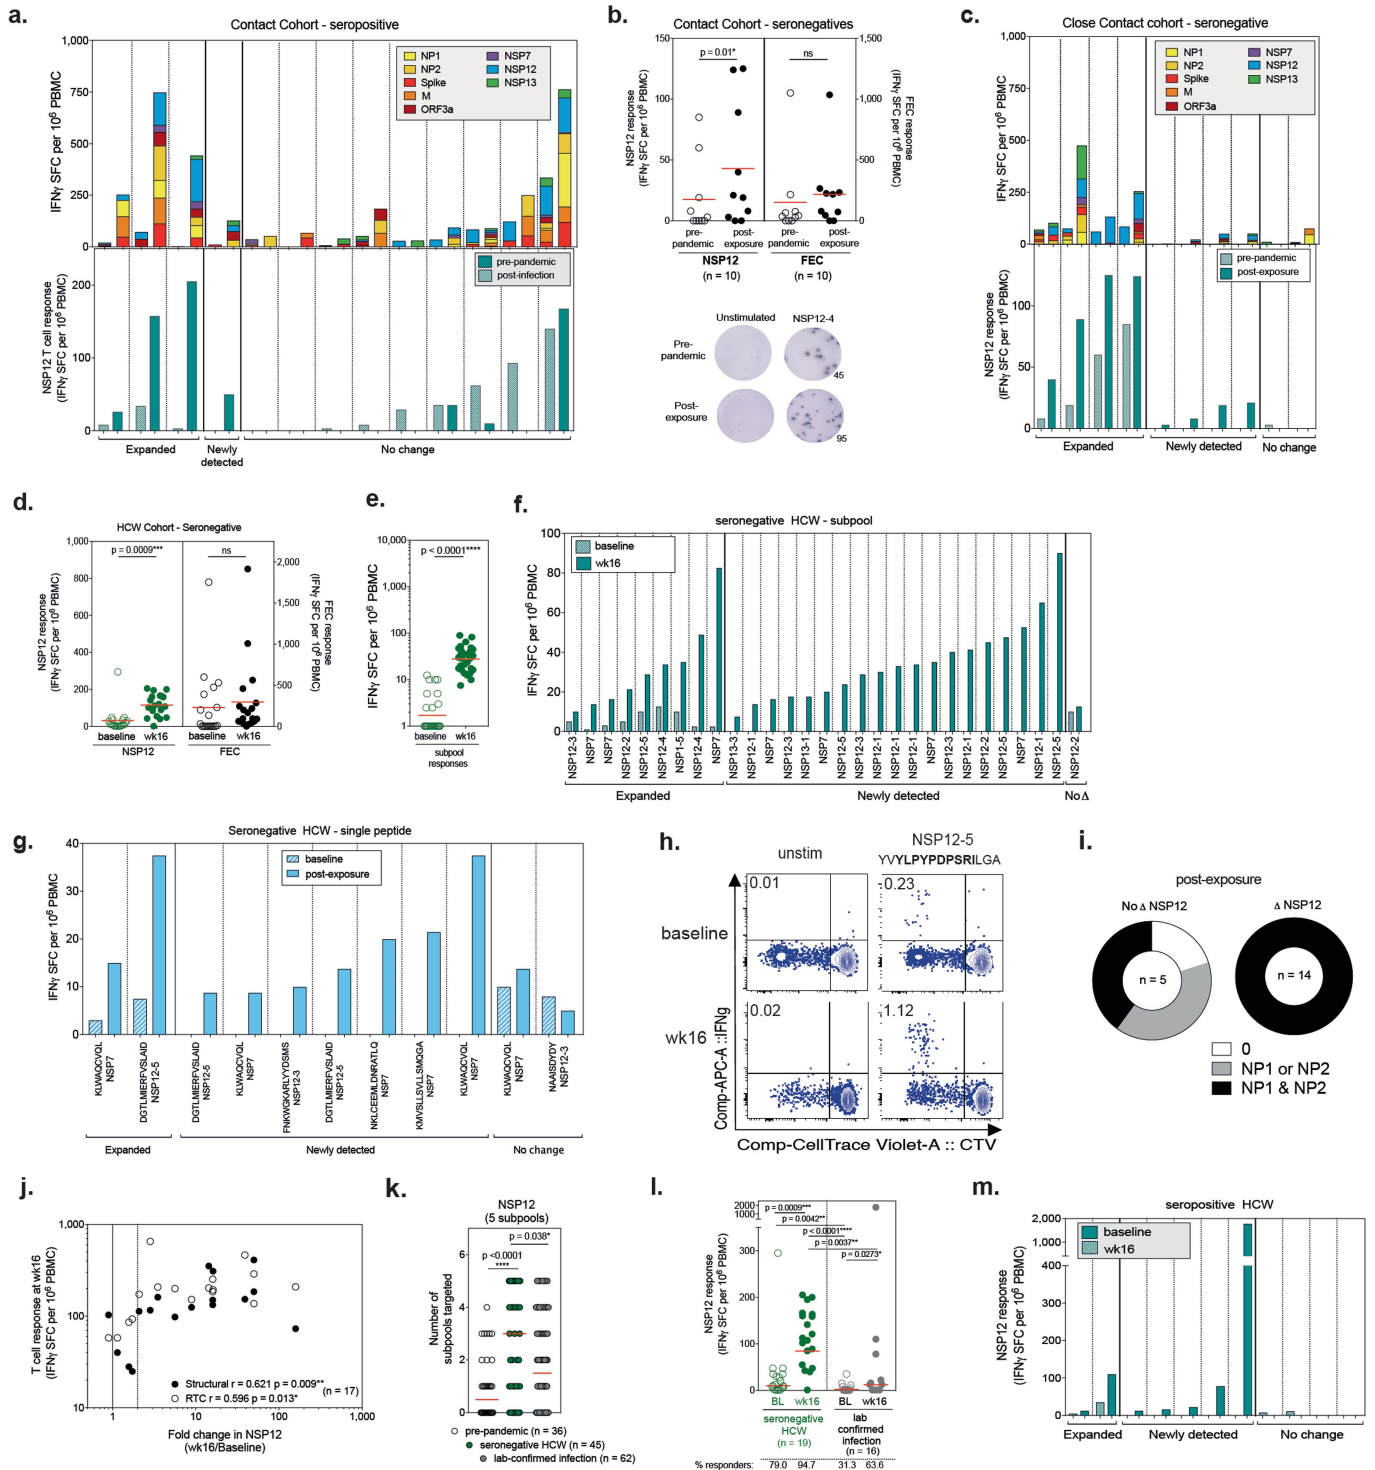 a.
Contact Cohort - seropositive
1,000
750
500
250
0
IFNγ SFC per 10⁶ PBMC
NP1
NP2
Spike
M
ORF3a
NSP7
NSP12
NSP13
pre-pandemic
post-infection
200
100
0
NSP12 T cell response
(IFNγ SFC per 10⁶ PBMC)
Expanded
Newly
detected
No change
b.
Contact Cohort - seronegatives
150
100
50
0
NSP12 response
(IFNγ SFC per 10⁶ PBMC)
p = 0.01*
ns
1,500
1,000
500
0
FEC response
(IFNγ SFC per 10⁶ PBMC)
pre-
pandemic
post-
exposure
pre-
pandemic
post-
exposure
NSP12
(n = 10)
FEC
(n = 10)
Unstimulated
NSP12-4
Pre-
pandemic
45
Post-
exposure
95
c.
Close Contact cohort - seronegative
1,000
750
500
250
0
IFNγ SFC per 10⁶ PBMC
NP1
NP2
Spike
M
ORF3a
NSP7
NSP12
NSP13
pre-pandemic
post-exposure
100
50
0
NSP12 response
(IFNγ SFC per 10⁶ PBMC)
Expanded
Newly detected
No change
d.
HCW Cohort - Seronegative
1,000
800
600
400
200
0
NSP12 response
(IFNγ SFC per 10⁶ PBMC)
p = 0.0009***
ns
2,000
1,500
1,000
500
0
FEC response
(IFNγ SFC per 10⁶ PBMC)
baseline wk16
baseline wk16
NSP12
FEC
e.
10,000
1,000
100
10
1
IFNγ SFC per 10⁶ PBMC
p < 0.0001****
baseline wk16
subpool
responses
f.
seronegative HCW - subpool
100
80
60
40
20
0
IFNγ SFC per 10⁶ PBMC
baseline
wk16
NSP12-3
NSP7
NSP7
NSP12-2
NSP12-5
NSP12-4
NSP1-5
NSP12-4
NSP7
NSP13-3
NSP12-1
NSP7
NSP12-3
NSP13-1
NSP7
NSP12-5
NSP12-3
NSP12-1
NSP12-1
NSP12-1
NSP7
NSP13-3
NSP12-1
NSP12-2
NSP12-5
NSP7
NSP12-1
NSP12-5
NSP12-2
Expanded
Newly detected
No Δ
g.
Seronegative HCW - single peptide
40
30
20
10
0
IFNγ SFC per 10⁶ PBMC
baseline
post-exposure
KLWAQCVQL
NSP7
DGTLMIERFVSLAID
NSP12-5
DGTLMIERFVSLAID
NSP12-5
KLWAQCVQL
NSP7
FNKWGKARLYYDSMS
NSP12-3
DGTLMIERFVSLAID
NSP12-5
NKLCEEMLDNRATLQ
NSP7
KMVSLLSVLLSMQGA
NSP7
KLWAQCVQL
NSP7
KLWAQCVQL
NSP7
NAAISDYDY
NSP12-3
Expanded
Newly detected
No change
h.
unstim
NSP12-5
YVYLPYPDPSRILGA
baseline
0.01
0.23
wk16
0.02
1.12
Comp-APC-A ::IFNg
Comp-CellTrace Violet-A :: CTV
i.
post-exposure
No Δ NSP12
Δ NSP12
n = 5
n = 14
0
NP1 or NP2
NP1 & NP2
j.
1,000
100
10
T cell response at wk16
(IFNγ SFC per 10⁶ PBMC)
Structural r = 0.621 p = 0.009**
RTC r = 0.596 p = 0.013*
(n = 17)
1
10
100
1,000
Fold change in NSP12
(wk16/Baseline)
k.
NSP12
(5 subpools)
p = 0.038*
p <0.0001
****
6
4
2
0
Number of
subpools targeted
pre-pandemic (n = 36)
seronegative HCW (n = 45)
lab-confirmed infection (n = 62)
l.
2000
1000
300
200
100
0
NSP12 response
(IFNγ SFC per 10⁶ PBMC)
p = 0.0009***
p = 0.0042**
p < 0.0001****
p = 0.0037**
p = 0.0273*
BL wk16
BL wk16
seronegative
HCW
(n = 19)
lab
confirmed
infection
(n = 16)
% responders: 79.0 94.7 31.3 63.6
m.
seropositive HCW
2,000
1,000
400
300
200
100
0
NSP12 response
(IFNγ SFC per 10⁶ PBMC)
baseline
wk16
Expanded
Newly detected
No change